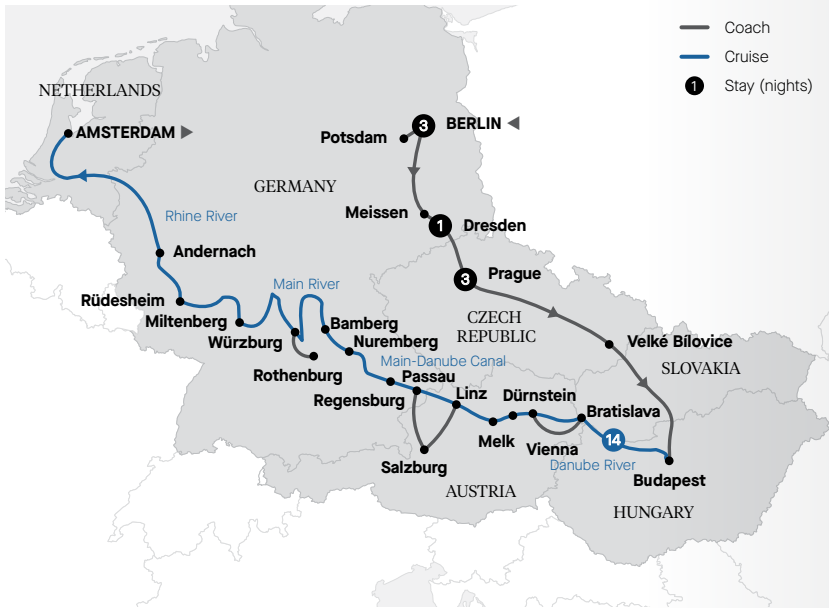 Coach
Cruise
1 Stay (nights)
NETHERLANDS
AMSTERDAM
3 BERLIN
Potsdam
GERMANY
Meissen
1 Dresden
Rhine River
Andernach
3 Prague
Main River
Rüdesheim
Miltenberg
Würzburg
Bamberg
Nuremberg
CZECH
REPUBLIC
Velké Bílovice
SLOVAKIA
Main-Danube Canal
Rothenburg
Passau
Regensburg
Linz
Dürnstein
Bratislava
Melk
Vienna
14
Danube River
Salzburg
Budapest
AUSTRIA
HUNGARY